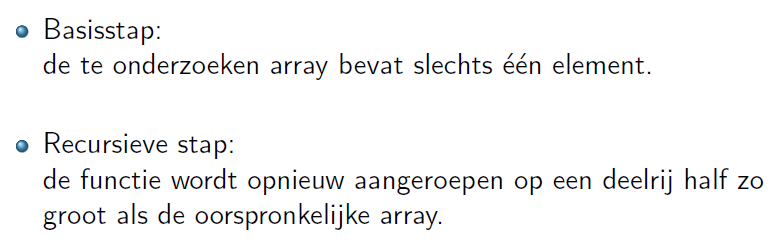 Basisstap:
de te onderzoeken array bevat slechts één element.
Recursieve stap:
de functie wordt opnieuw aangeroepen op een deelrij half zo
groot als de oorspronkelijke array.